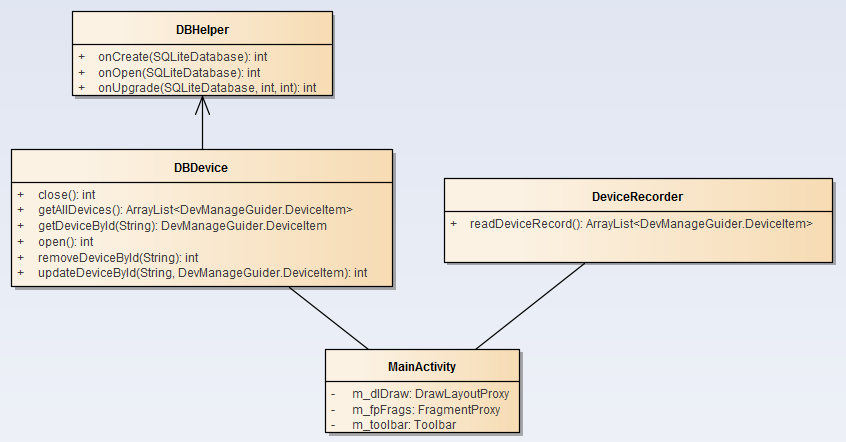 DBHelper
+ onCreate(SQLiteDatabase): int
+ onOpen(SQLiteDatabase): int
+ onUpgrade(SQLiteDatabase, int, int): int
DBDevice
+ close(): int
+ getAllDevices(): ArrayList<DevManageGuider.DeviceItem>
+ getDeviceById(String): DevManageGuider.DeviceItem
+ open(): int
+ removeDeviceById(String): int
+ updateDeviceById(String, DevManageGuider.DeviceItem): int
DeviceRecorder
+ readDeviceRecord(): ArrayList<DevManageGuider.DeviceItem>
MainActivity
- m_dlDraw: DrawLayoutProxy
- m_fpFrags: FragmentProxy
- m_toolbar: Toolbar